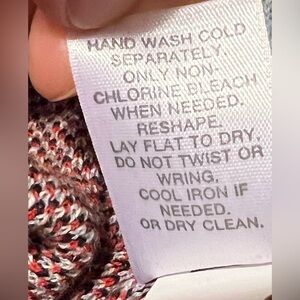 HAND WASH COLD
SEPARATELY
ONLY NON-
CHLORINE BLEACH
WHEN NEEDED.
RESHAPE.
LAY FLAT TO DRY.
DO NOT TWIST OR
WRING.
COOL IRON IF
NEEDED.
OR DRY CLEAN.